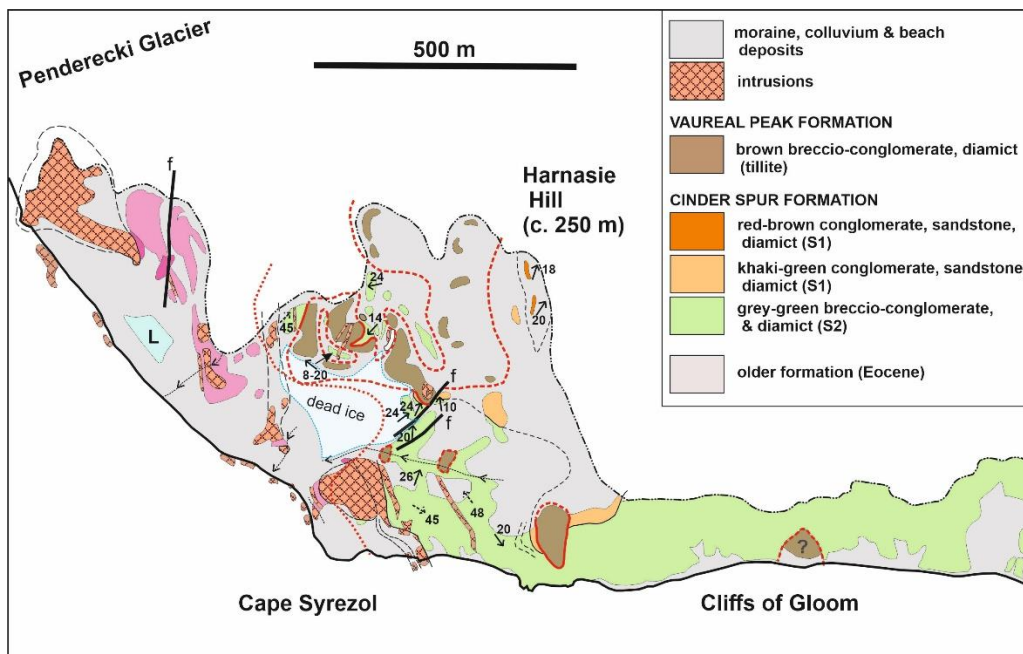 Penderecki Glacier
500 m
f
Harnasie
Hill
(c. 250 m)
18
20
24
45
14
8-20
L
dead ice
f
24
24
10
f
20
26
45
48
20
?
Cape Syrezol
Cliffs of Gloom
moraine, colluvium & beach
deposits
intrusions
VAUREAL PEAK FORMATION
brown breccio-conglomerate, diamict
(tillite)
CINDER SPUR FORMATION
red-brown conglomerate, sandstone,
diamict (S1)
khaki-green conglomerate, sandstone
diamict (S1)
grey-green breccio-conglomerate,
& diamict (S2)
older formation (Eocene)